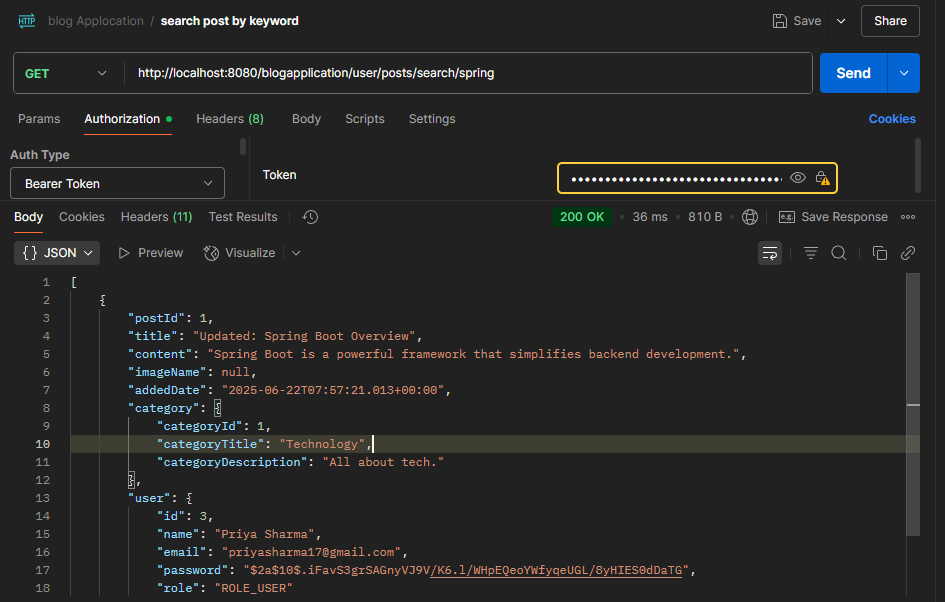 HTTP blog Applocation / search post by keyword Save Share
GET http://localhost:8080/blogapplication/user/posts/search/spring Send
Params Authorization Headers (8) Body Scripts Settings Cookies
Auth Type
Bearer Token
Token
Body Cookies Headers (11) Test Results 200 OK • 36 ms • 810 B • e.g. Save Response
{} JSON Preview Visualize
1 [
2 {
3 "postId": 1,
4 "title": "Updated: Spring Boot Overview",
5 "content": "Spring Boot is a powerful framework that simplifies backend development.",
6 "imageName": null,
7 "addedDate": "2025-06-22T07:57:21.013+00:00",
8 "category": {
9 "categoryId": 1,
10 "categoryTitle": "Technology",
11 "categoryDescription": "All about tech."
12 },
13 "user": {
14 "id": 3,
15 "name": "Priya Sharma",
16 "email": "priyasharma17@gmail.com",
17 "password": "$2a$10$.iFavS3grSAGnyVJ9V/K6.l/WHpEQeoYWfyqeUGL/8yHIES0dDaTG",
18 "role": "ROLE_USER"